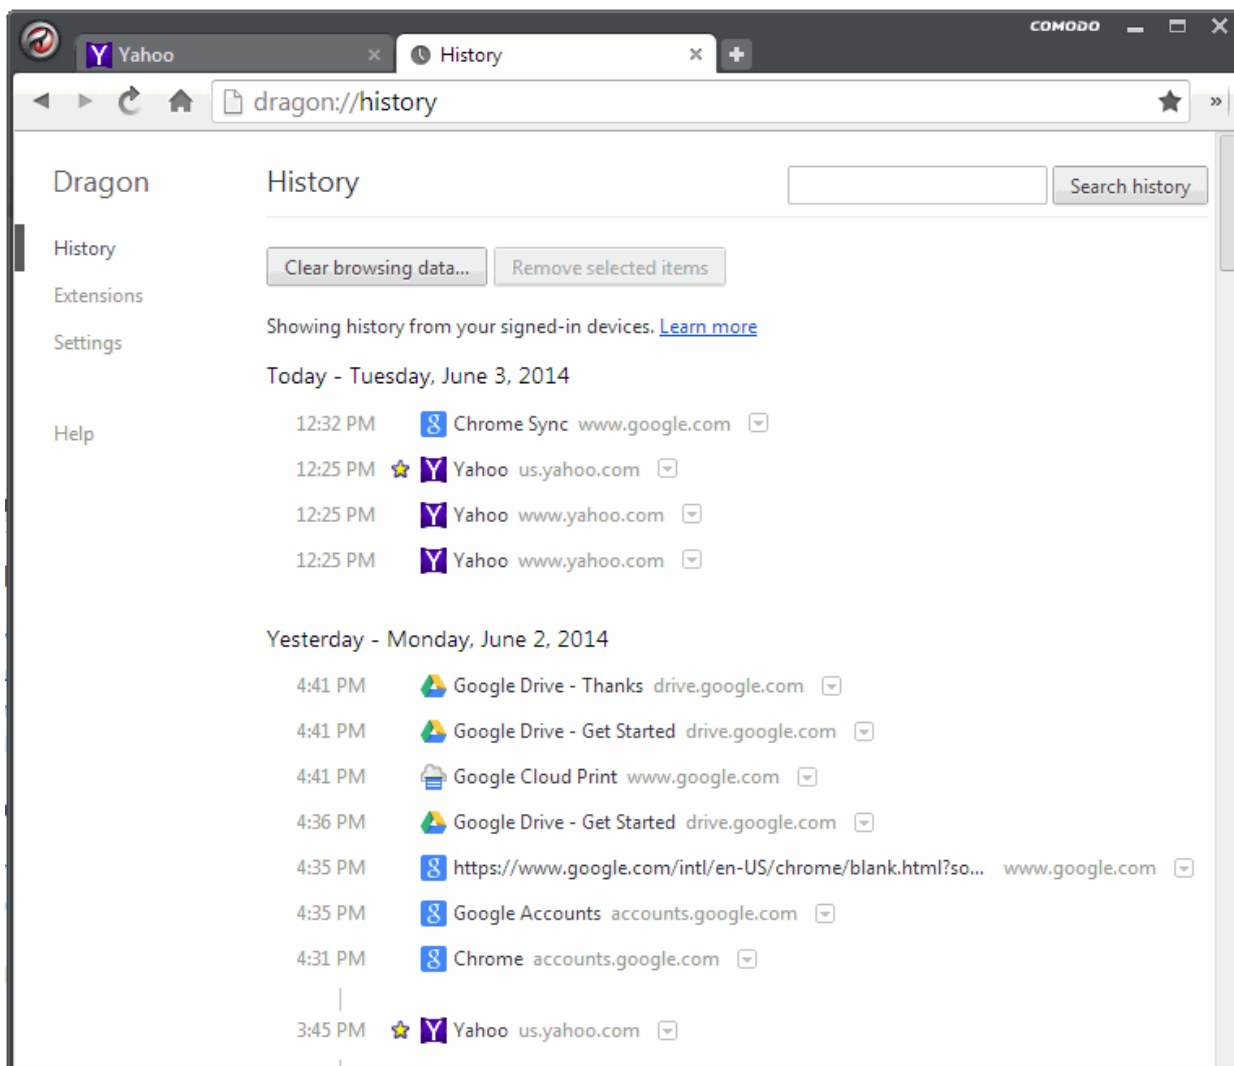 COMODO
Yahoo
History
dragon://history
Dragon
History
Search history
History
Extensions
Settings
Help
Clear browsing data...
Remove selected items
Showing history from your signed-in devices. Learn more
Today - Tuesday, June 3, 2014
12:32 PM Chrome Sync www.google.com
12:25 PM Yahoo us.yahoo.com
12:25 PM Yahoo www.yahoo.com
12:25 PM Yahoo www.yahoo.com
Yesterday - Monday, June 2, 2014
4:41 PM Google Drive - Thanks drive.google.com
4:41 PM Google Drive - Get Started drive.google.com
4:41 PM Google Cloud Print www.google.com
4:36 PM Google Drive - Get Started drive.google.com
4:35 PM https://www.google.com/intl/en-US/chrome/blank.html?so... www.google.com
4:35 PM Google Accounts accounts.google.com
4:31 PM Chrome accounts.google.com
3:45 PM Yahoo us.yahoo.com